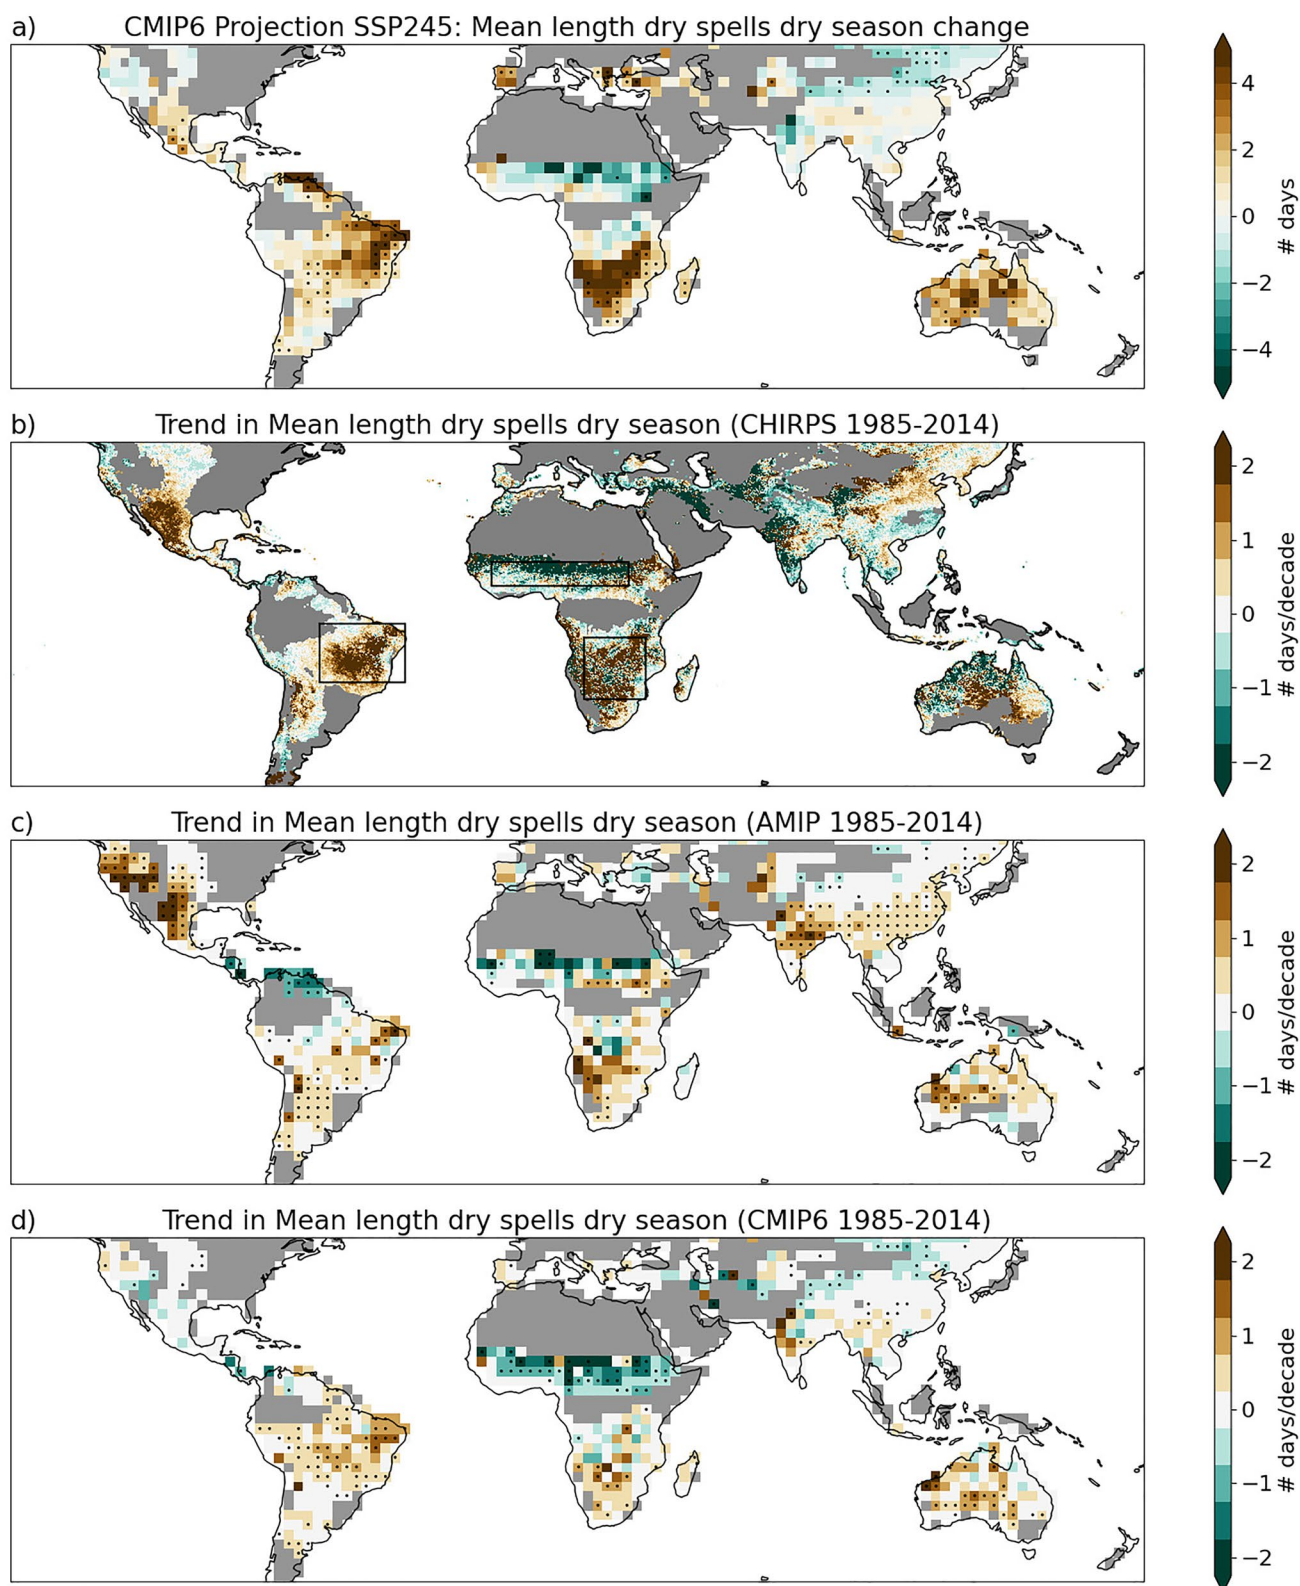 a) CMIP6 Projection SSP245: Mean length dry spells dry season change
4
2
0
−2
−4
# days
b) Trend in Mean length dry spells dry season (CHIRPS 1985-2014)
2
1
0
−1
−2
# days/decade
c) Trend in Mean length dry spells dry season (AMIP 1985-2014)
2
1
0
−1
−2
# days/decade
d) Trend in Mean length dry spells dry season (CMIP6 1985-2014)
2
1
0
−1
−2
# days/decade